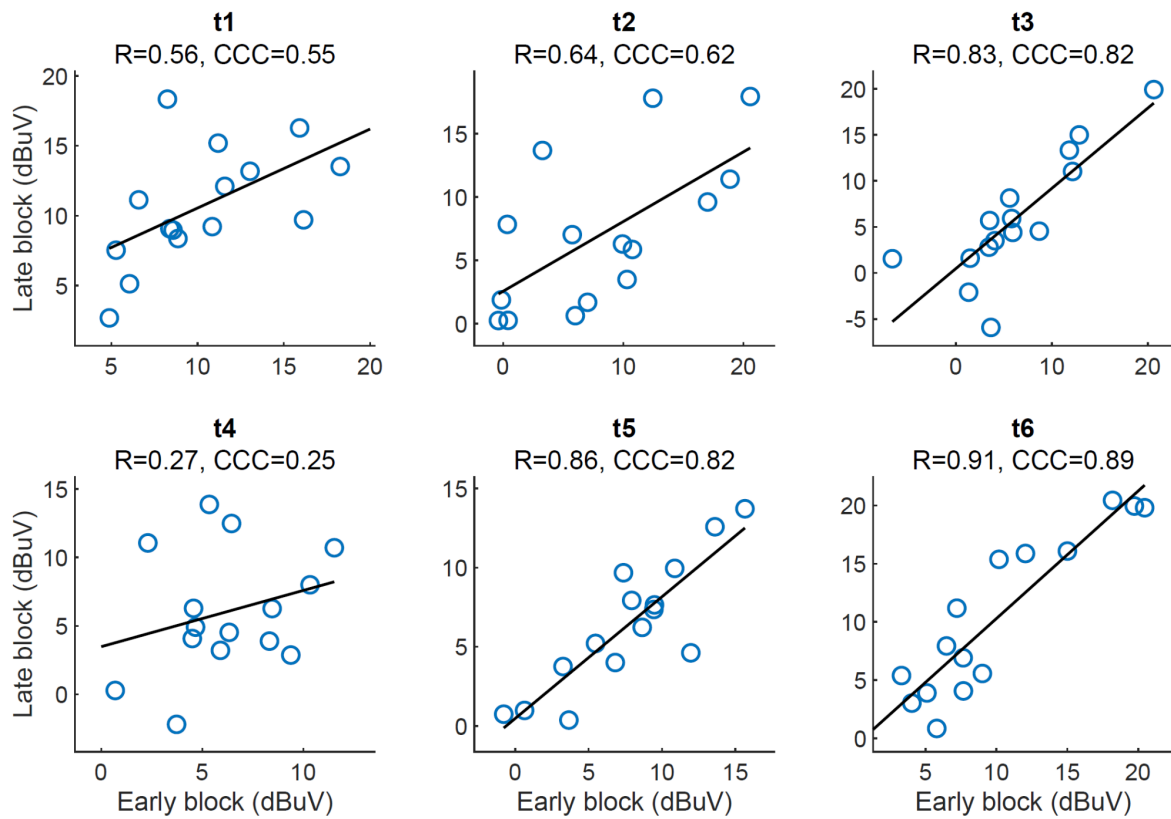 t1
R=0.56, CCC=0.55
20
15
10
5
Late block (dBuV)
5
10
15
20
t2
R=0.64, CCC=0.62
15
10
5
0
0
10
20
t3
R=0.83, CCC=0.82
20
15
10
5
0
-5
0
10
20
t4
R=0.27, CCC=0.25
15
10
5
0
Late block (dBuV)
0
5
10
Early block (dBuV)
t5
R=0.86, CCC=0.82
15
10
5
0
0
5
10
15
Early block (dBuV)
t6
R=0.91, CCC=0.89
20
15
10
5
0
5
10
15
20
Early block (dBuV)